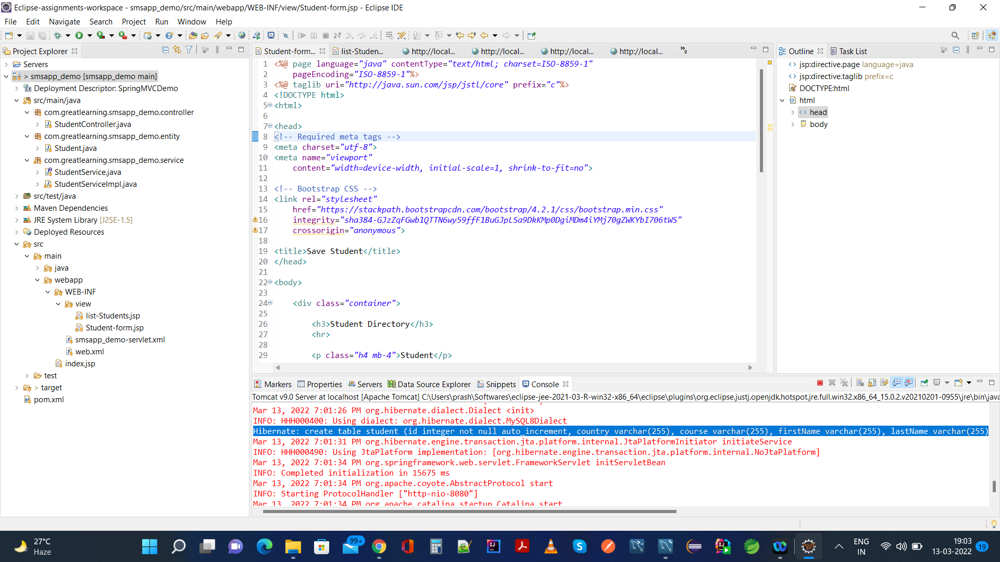 Eclipse-assignments-workspace - smsapp_demo/src/main/webapp/WEB-INF/view/Student-form.jsp - Eclipse IDE
File Edit Navigate Search Project Run Window Help
Project Explorer
Servers
> smsapp_demo [smsapp_demo main]
Deployment Descriptor: SpringMVCDemo
src/main/java
com.greatlearning.smsapp_demo.controller
StudentController.java
com.greatlearning.smsapp_demo.entity
Student.java
com.greatlearning.smsapp_demo.service
StudentService.java
StudentServiceImpl.java
src/test/java
Maven Dependencies
JRE System Library [J2SE-1.5]
Deployed Resources
src
main
java
webapp
WEB-INF
view
list-Students.jsp
Student-form.jsp
smsapp_demo-servlet.xml
web.xml
index.jsp
test
> target
pom.xml
Student-form... list-Studen... http://local... http://local... http://local... http://local... »9
1 <%@ page language="java" contentType="text/html; charset=ISO-8859-1"
2 pageEncoding="ISO-8859-1"%>
3 <%@ taglib uri="http://java.sun.com/jsp/jstl/core" prefix="c"%>
4 <!DOCTYPE html>
5 <html>
6
7 <head>
8 <!-- Required meta tags -->
9 <meta charset="utf-8">
10 <meta name="viewport"
11 content="width=device-width, initial-scale=1, shrink-to-fit=no">
12
13 <!-- Bootstrap CSS -->
14 <link rel="stylesheet"
15 href="https://stackpath.bootstrapcdn.com/bootstrap/4.2.1/css/bootstrap.min.css"
16 integrity="sha384-GJzZqFGwb1QTTN6wy59ffF1BuGJpLSa9DkKMp0DgiMDm4iYMj70gZWKYbI706tWS"
17 crossorigin="anonymous">
18
19 <title>Save Student</title>
20 </head>
21
22 <body>
23
24 <div class="container">
25
26 <h3>Student Directory</h3>
27 <hr>
28
29 <p class="h4 mb-4">Student</p>
Outline Task List
jsp:directive.page language=java
jsp:directive.taglib prefix=c
DOCTYPE:html
html
head
body
Markers Properties Servers Data Source Explorer Snippets Console
Tomcat v9.0 Server at localhost [Apache Tomcat] C:\Users\prash\Softwares\eclipse-jee-2021-03-R-win32-x86_64\eclipse\plugins\org.eclipse.justj.openjdk.hotspot.jre.full.win32.x86_64_15.0.2.v20210201-0955\jre\bin\java
Mar 13, 2022 7:01:26 PM org.hibernate.dialect.Dialect <init>
INFO: HHH000400: Using dialect: org.hibernate.dialect.MySQL8Dialect
Hibernate: create table student (id integer not null auto_increment, country varchar(255), course varchar(255), firstName varchar(255), lastName varchar(255)
Mar 13, 2022 7:01:31 PM org.hibernate.engine.transaction.jta.platform.internal.JtaPlatformInitiator initiateService
INFO: HHH000490: Using JtaPlatform implementation: [org.hibernate.engine.transaction.jta.platform.internal.NoJtaPlatform]
Mar 13, 2022 7:01:34 PM org.springframework.web.servlet.FrameworkServlet initServletBean
INFO: Completed initialization in 15675 ms
Mar 13, 2022 7:01:34 PM org.apache.coyote.AbstractProtocol start
INFO: Starting ProtocolHandler ["http-nio-8080"]
Mar 13, 2022 7:01:34 PM org.apache.catalina.startup.Catalina start
27°C
Haze
99+
ENG
IN
19:03
13-03-2022
19